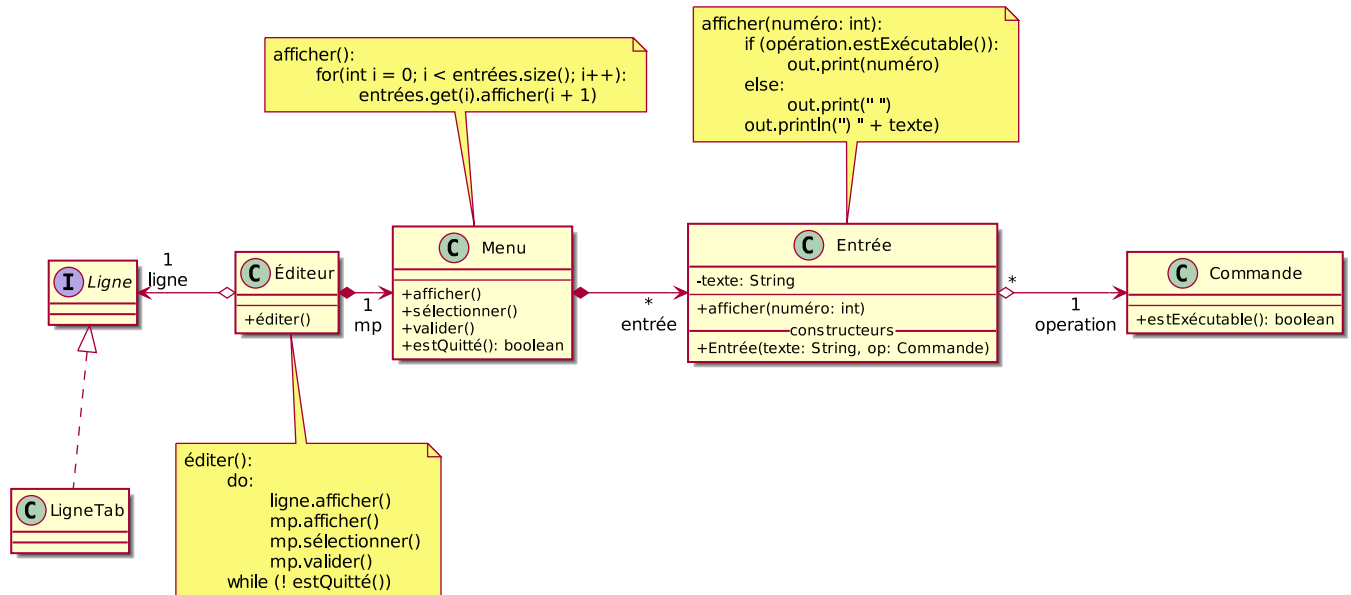 afficher():
for(int i = 0; i < entrées.size(); i++):
entrées.get(i).afficher(i + 1)
afficher(numéro: int):
if (opération.estExécutable()):
out.print(numéro)
else:
out.print(" ")
out.println(") " + texte)
I Ligne
1
ligne
C Éditeur
+éditer()
1
mp
C Menu
+afficher()
+sélectionner()
+valider()
+estQuitté(): boolean
*
entrée
C Entrée
-texte: String
+afficher(numéro: int)
constructeurs
+Entrée(texte: String, op: Commande)
*
1
operation
C Commande
+estExécutable(): boolean
C LigneTab
éditer():
do:
ligne.afficher()
mp.afficher()
mp.sélectionner()
mp.valider()
while (! estQuitté())